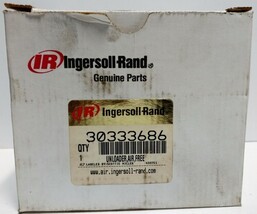 IR Ingersoll-Rand®
Genuine Parts
IR Ingersoll-Rand
30333686
QTY
1 UNLOADER,AIR,FREE
www.air.ingersoll-rand.com